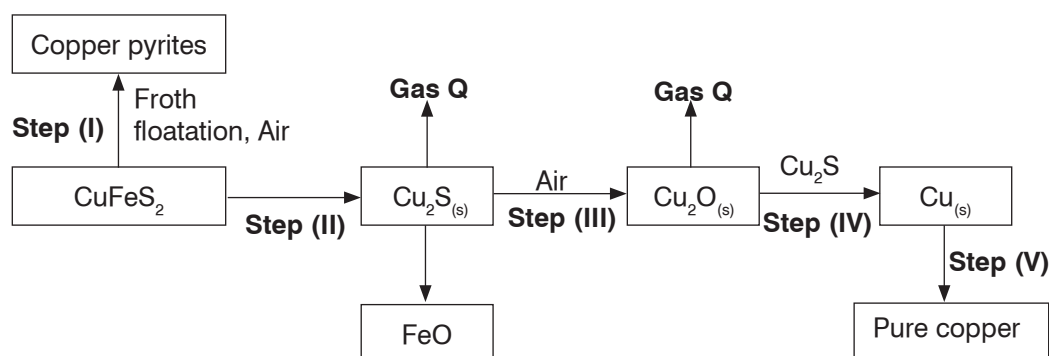 Copper pyrites
Froth
floatation, Air
Step (I)
Gas Q
Gas Q
CuFeS₂
Step (II)
Cu₂S₍ₛ₎
Air
Step (III)
Cu₂O₍ₛ₎
Cu₂S
Step (IV)
Cu₍ₛ₎
Step (V)
FeO
Pure copper